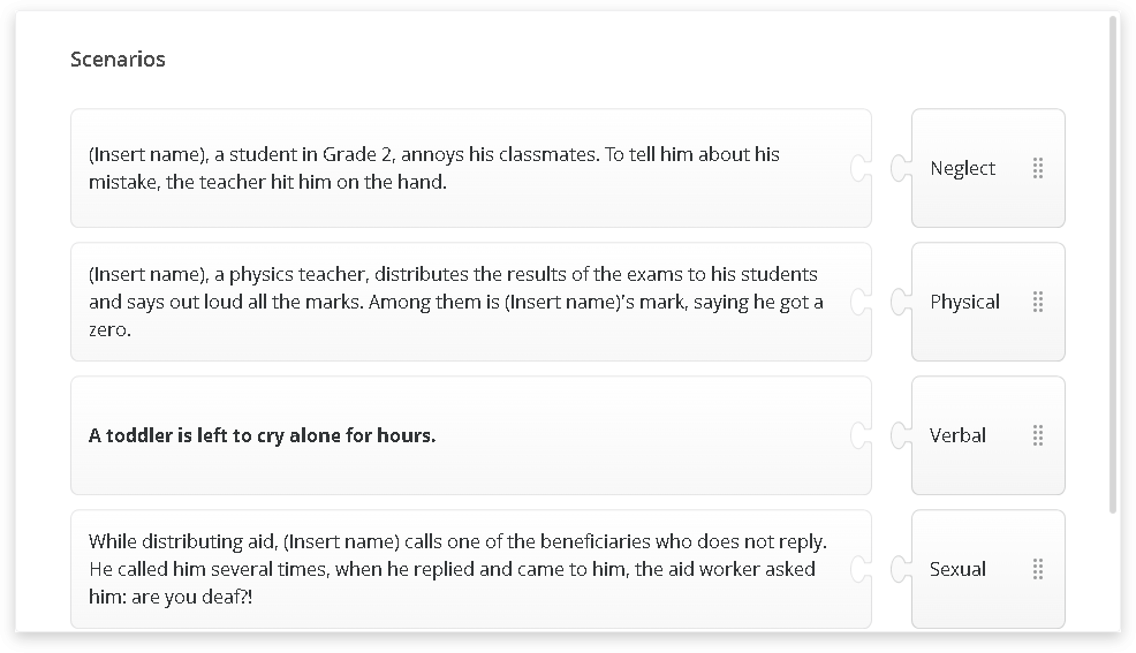 Scenarios
(Insert name), a student in Grade 2, annoys his classmates. To tell him about his
mistake, the teacher hit him on the hand.
Neglect
(Insert name), a physics teacher, distributes the results of the exams to his students
and says out loud all the marks. Among them is (Insert name)'s mark, saying he got a
zero.
Physical
A toddler is left to cry alone for hours.
Verbal
While distributing aid, (Insert name) calls one of the beneficiaries who does not reply.
He called him several times, when he replied and came to him, the aid worker asked
him: are you deaf?!
Sexual